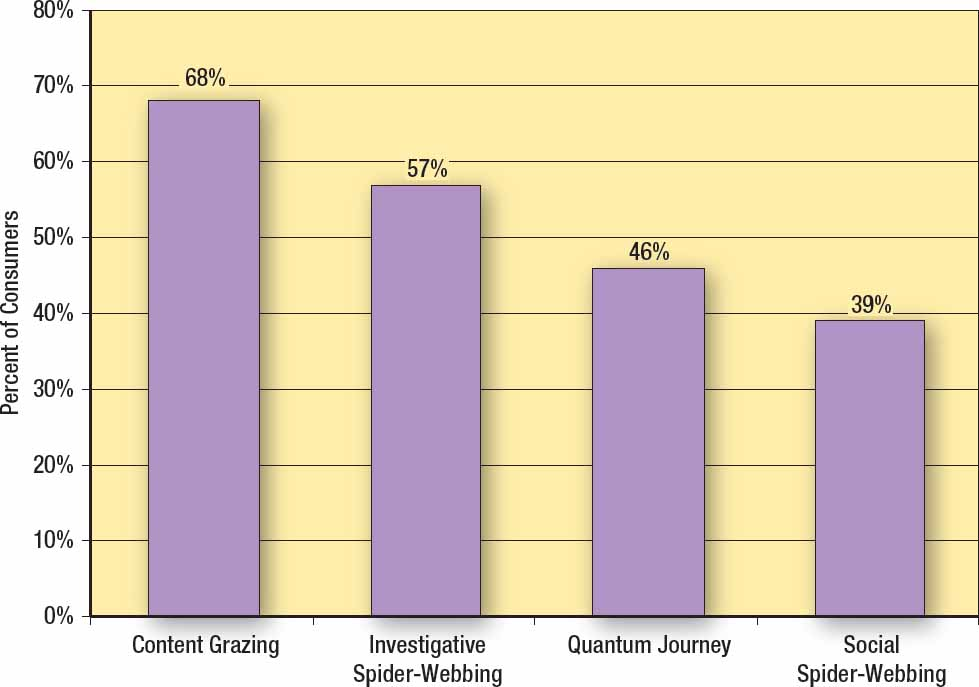 80%
70%
60%
50%
40%
30%
20%
10%
0%
Percent of Consumers
68%
57%
46%
39%
Content Grazing
Investigative
Spider-Webbing
Quantum Journey
Social
Spider-Webbing